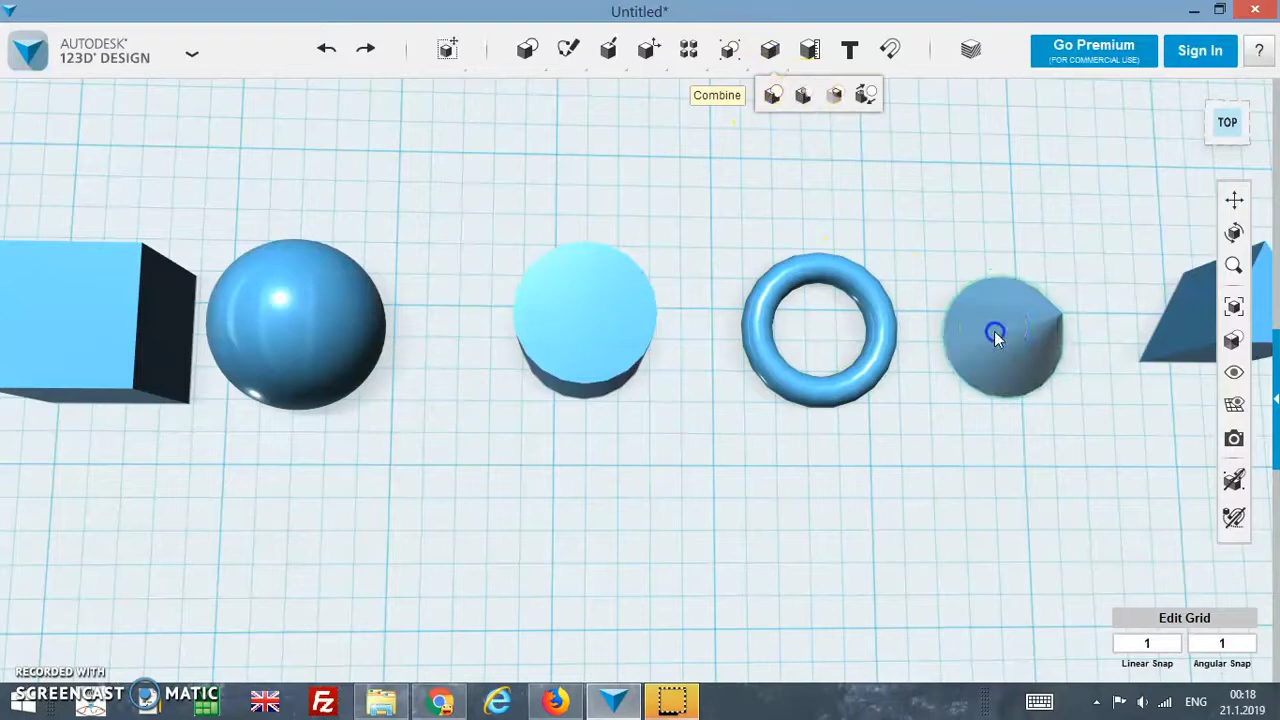 Untitled*
AUTODESK®
123D® DESIGN
Go Premium
(FOR COMMERCIAL USE)
Sign In
?
Combine
TOP
Edit Grid
1
1
Linear Snap
Angular Snap
RECORDED WITH
SCREENCAST MATIC
ENG
00:18
21.1.2019